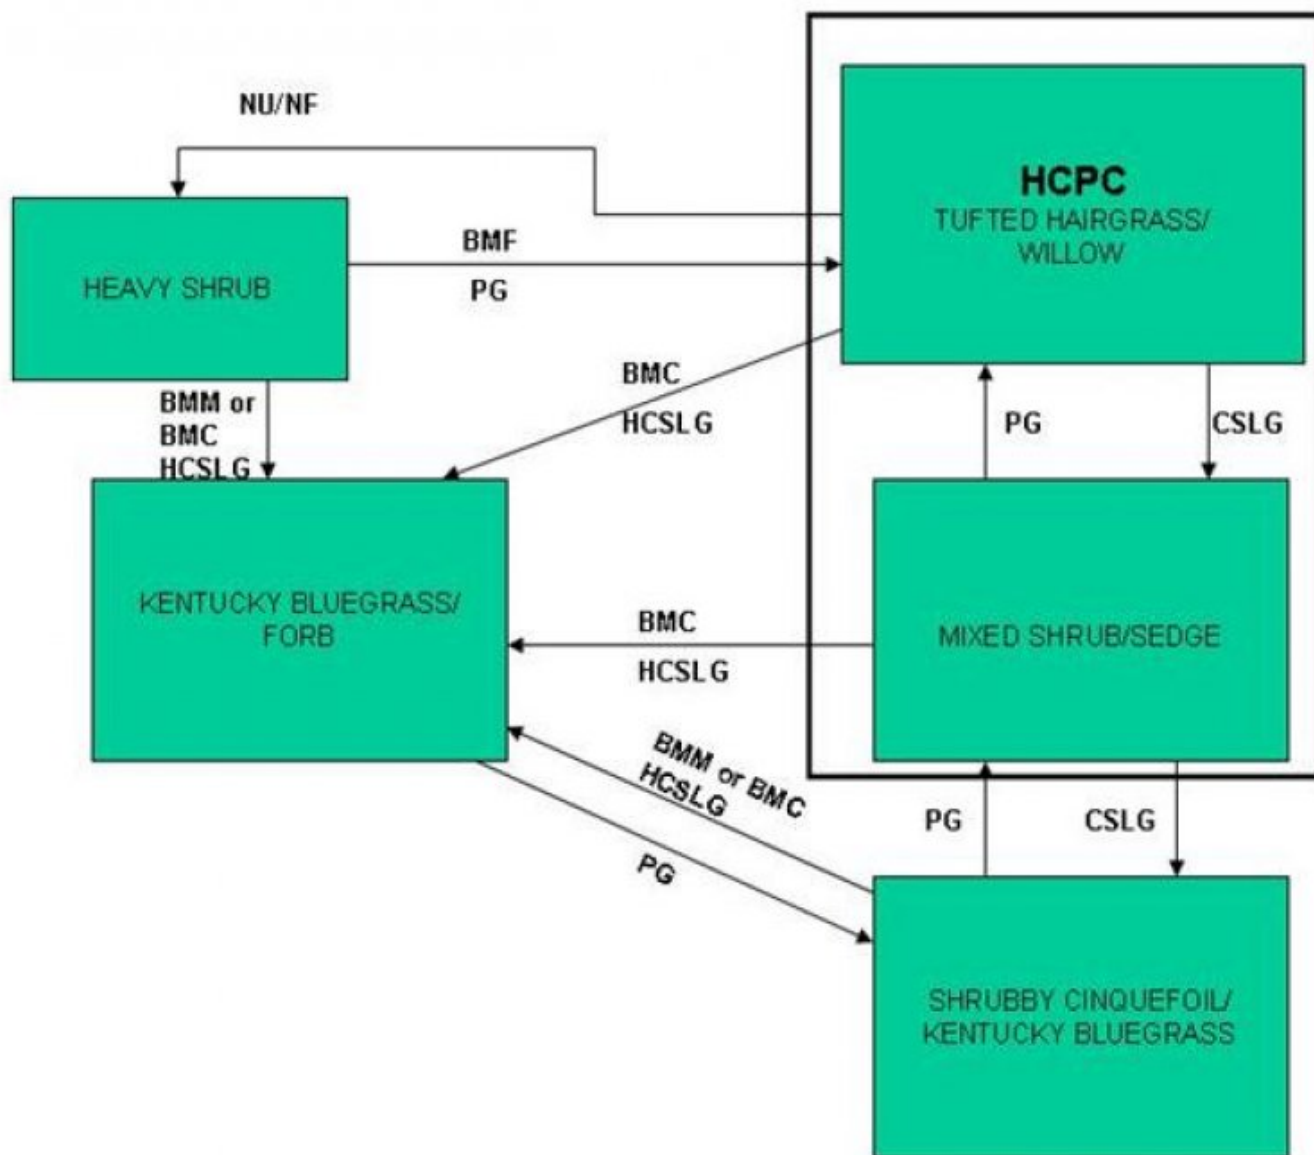 NU/NF
HCPC
TUFTED HAIRGRASS/
WILLOW
BMF
PG
HEAVY SHRUB
BMC
HCSLG
BMM or
BMC
HCSLG
PG
CSLG
KENTUCKY BLUEGRASS/
FORB
BMC
HCSLG
MIXED SHRUB/SEDGE
BMM or BMC
HCSLG
PG
PG
CSLG
SHRUBBY CINQUEFOIL/
KENTUCKY BLUEGRASS